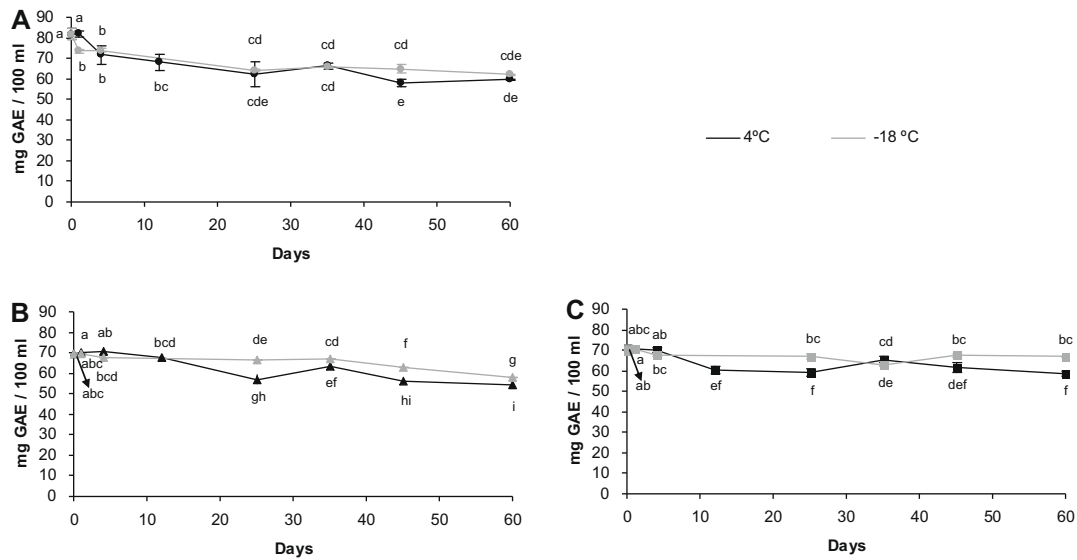 A
mg GAE / 100 ml
90
80
70
60
50
40
30
20
10
0
a a b cd cd cd cde
b b bc cde cd e de
0 10 20 30 40 50 60
Days
4ºC -18 ºC
B
mg GAE / 100 ml
90
80
70
60
50
40
30
20
10
0
a ab bcd de cd f g
abc bcd
abc gh ef hi i
0 10 20 30 40 50 60
Days
C
mg GAE / 100 ml
90
80
70
60
50
40
30
20
10
0
abc ab bc cd bc bc
a bc
ab ef f de def f
0 10 20 30 40 50 60
Days